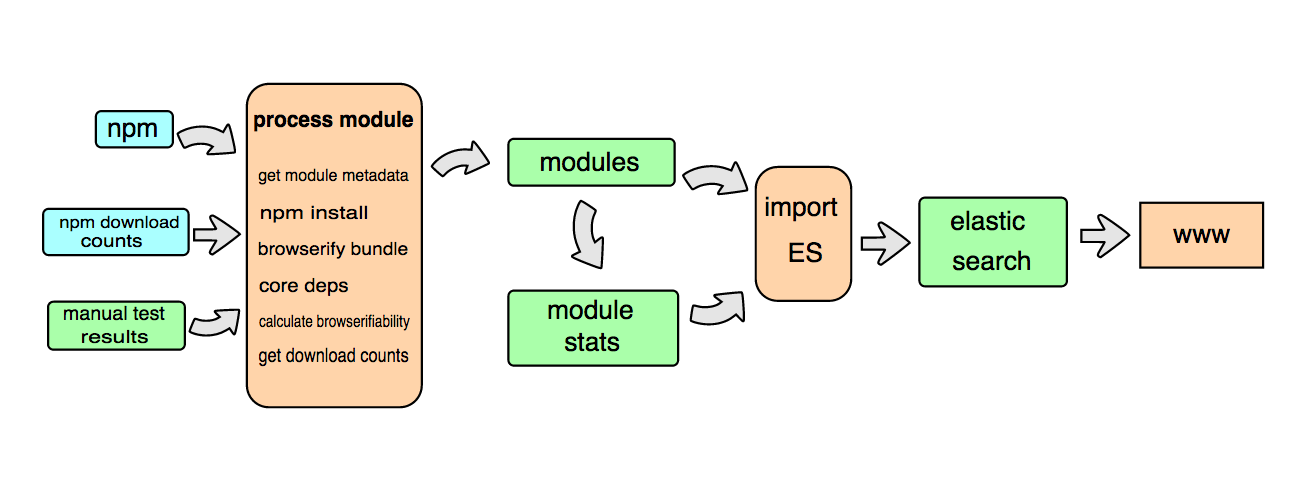 npm
npm download
counts
manual test
results
process module
get module metadata
npm install
browserify bundle
core deps
calculate browserifiability
get download counts
modules
module
stats
import
ES
elastic
search
www